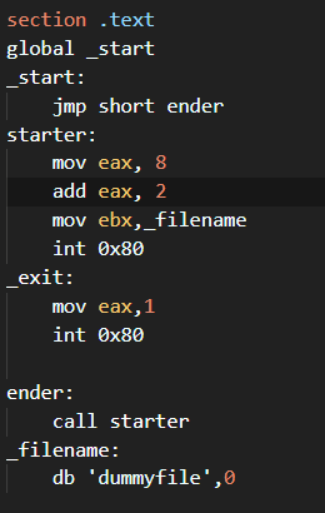 section .text
global _start
_start:
    jmp short ender
starter:
    mov eax, 8
    add eax, 2
    mov ebx,_filename
    int 0x80
_exit:
    mov eax,1
    int 0x80

ender:
    call starter
_filename:
    db 'dummyfile',0